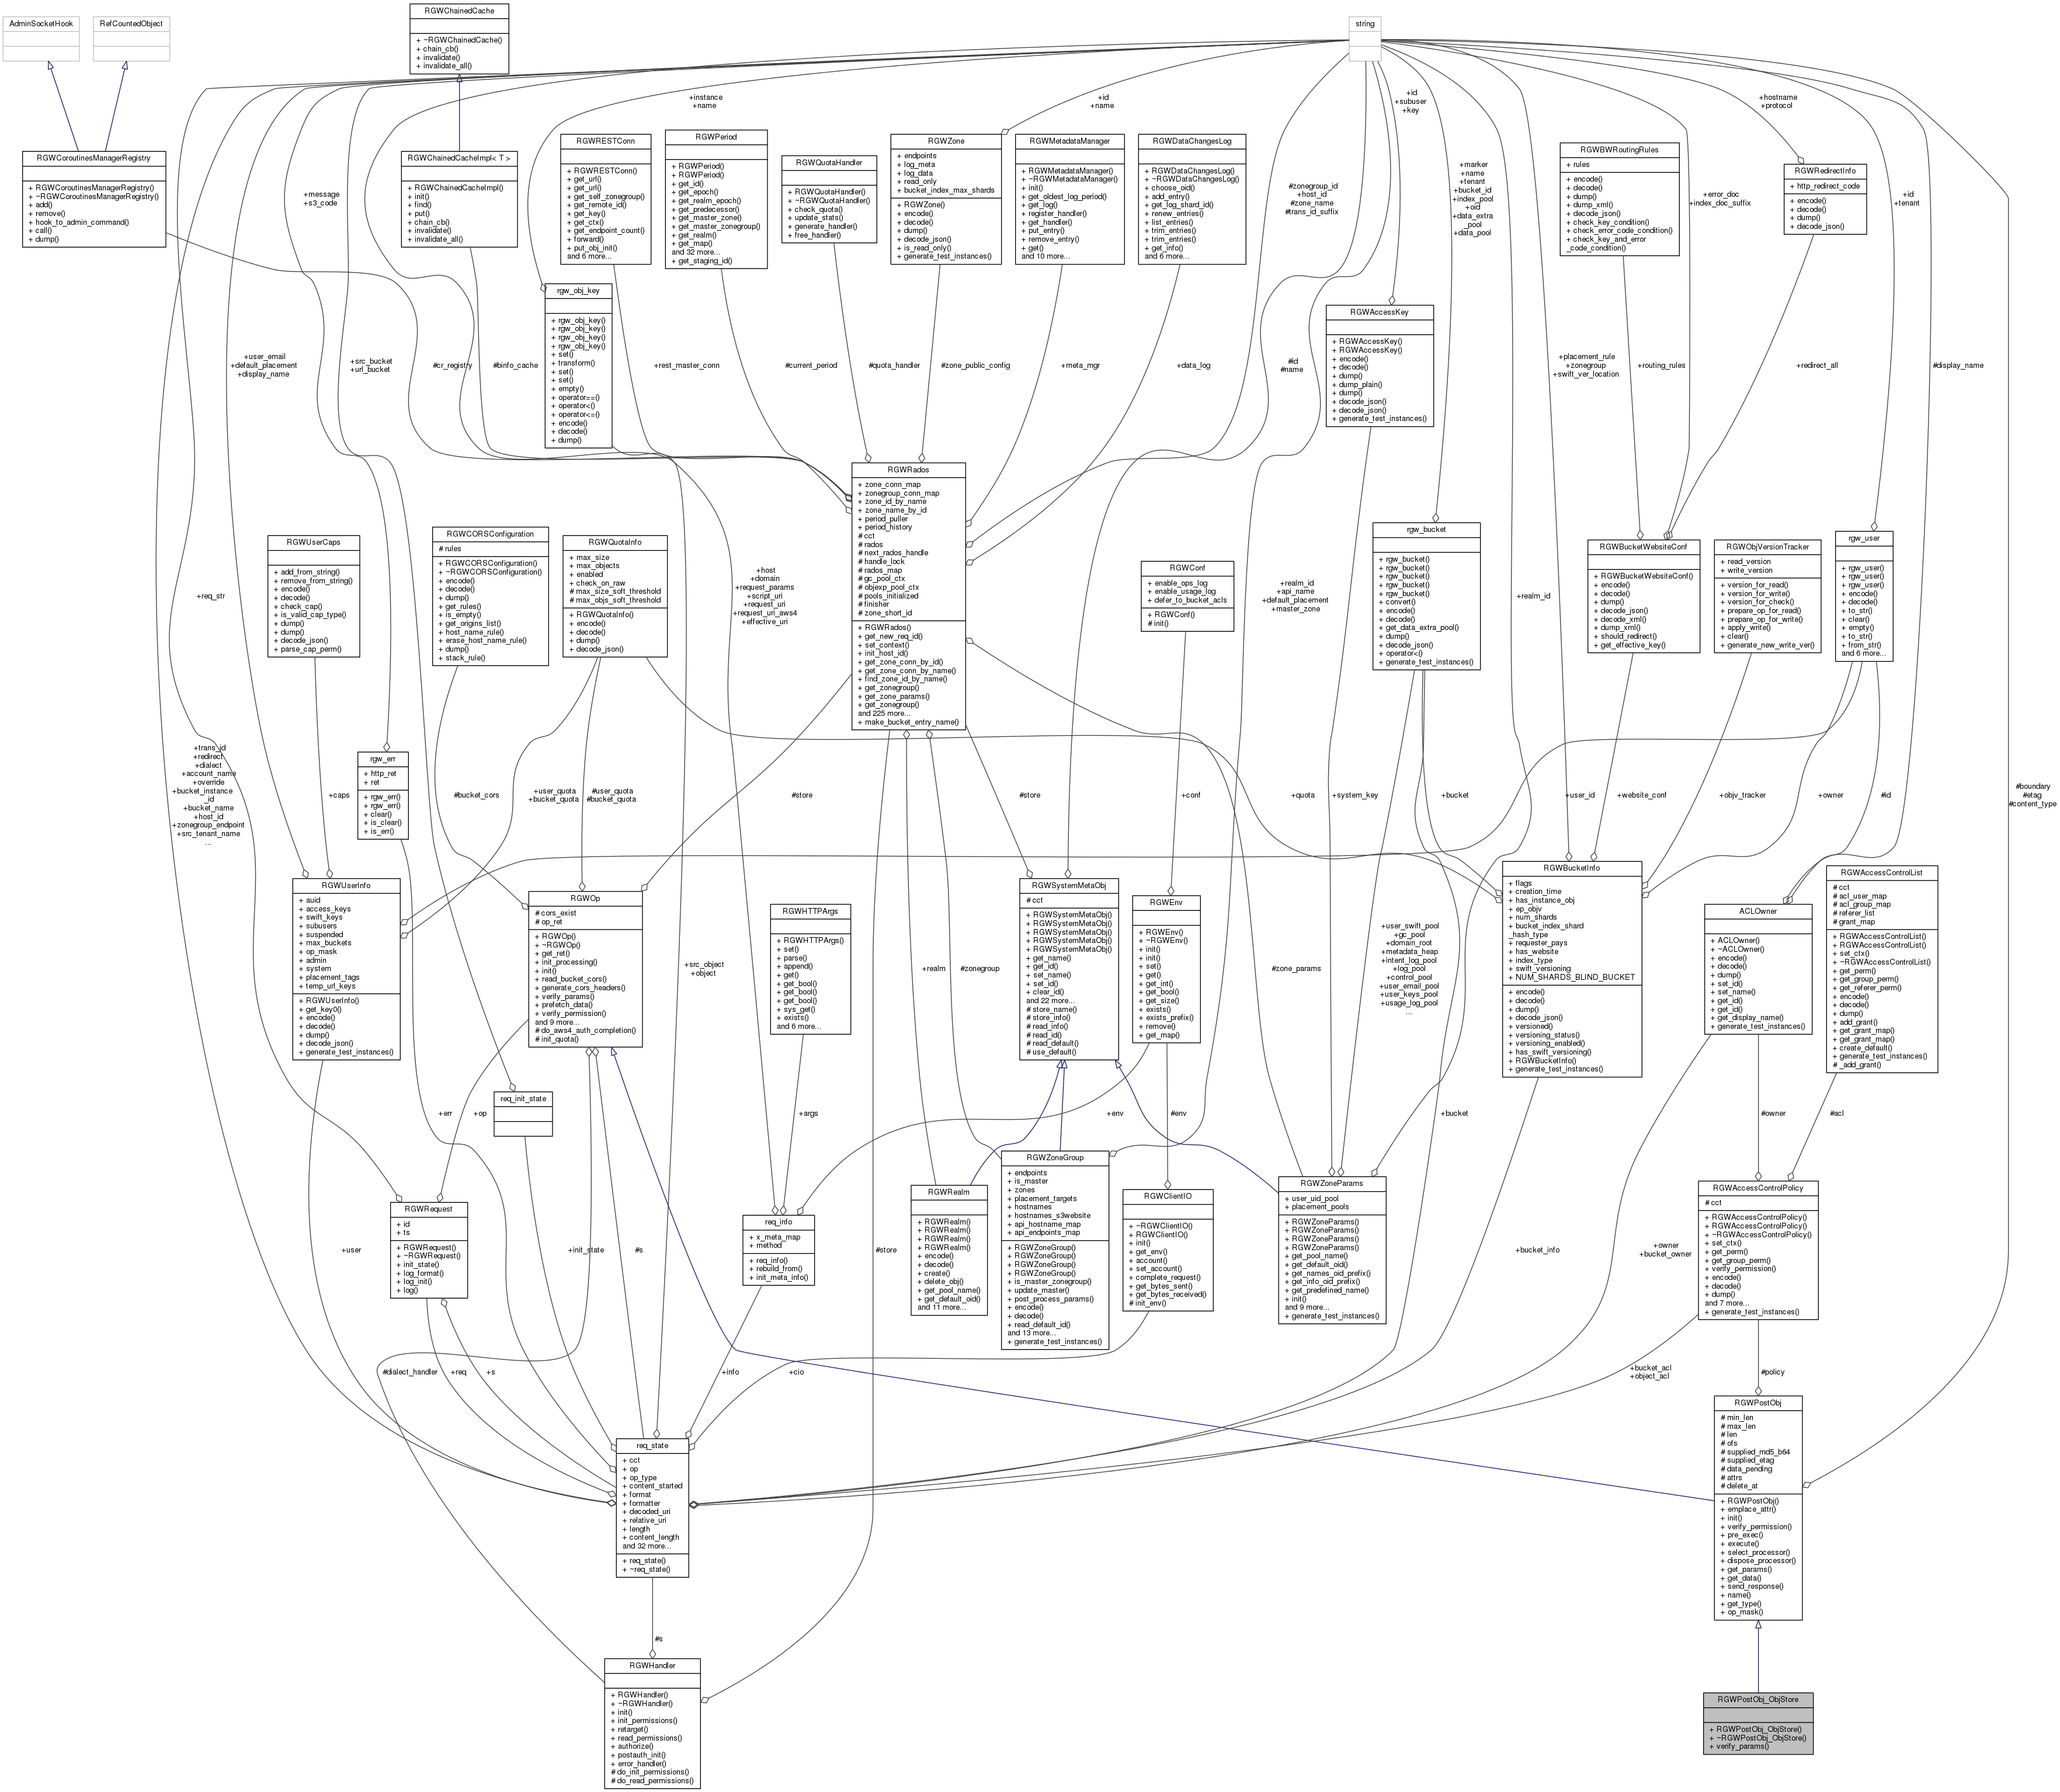 AdminSocketHook
RefCountedObject
RGWChainedCache
+ ~RGWChainedCache()
+ chain_cb()
+ invalidate()
+ invalidate_all()
string
RGWCoroutinesManagerRegistry
+ RGWCoroutinesManagerRegistry()
+ ~RGWCoroutinesManagerRegistry()
+ add()
+ remove()
+ hook_to_admin_command()
+ call()
+ dump()
RGWChainedCacheImpl< T >
+ RGWChainedCacheImpl()
+ init()
+ find()
+ put()
+ chain_cb()
+ invalidate()
+ invalidate_all()
+instance
+name
RGWRESTConn
+ RGWRESTConn()
+ get_url()
+ get_url()
+ get_self_zonegroup()
+ get_remote_id()
+ get_key()
+ get_ctx()
+ get_endpoint_count()
+ forward()
+ put_obj_init()
and 6 more...
RGWPeriod
+ RGWPeriod()
+ RGWPeriod()
+ get_id()
+ get_epoch()
+ get_realm_epoch()
+ get_predecessor()
+ get_master_zone()
+ get_master_zonegroup()
+ get_realm()
+ get_map()
and 32 more...
+ get_staging_id()
RGWQuotaHandler
+ RGWQuotaHandler()
+ ~RGWQuotaHandler()
+ check_quota()
+ update_stats()
+ generate_handler()
+ free_handler()
+id
+name
RGWZone
+ endpoints
+ log_meta
+ log_data
+ read_only
+ bucket_index_max_shards
+ RGWZone()
+ encode()
+ decode()
+ dump()
+ decode_json()
+ is_read_only()
+ generate_test_instances()
RGWMetadataManager
+ RGWMetadataManager()
+ ~RGWMetadataManager()
+ init()
+ get_oldest_log_period()
+ get_log()
+ register_handler()
+ get_handler()
+ put_entry()
+ remove_entry()
+ get()
and 10 more...
RGWDataChangesLog
+ RGWDataChangesLog()
+ ~RGWDataChangesLog()
+ choose_oid()
+ add_entry()
+ get_log_shard_id()
+ renew_entries()
+ list_entries()
+ trim_entries()
+ trim_entries()
+ get_info()
and 6 more...
#zonegroup_id
+host_id
#zone_name
#trans_id_suffix
+id
+subuser
+key
+marker
+name
+tenant
+bucket_id
+index_pool
+oid
+data_extra
_pool
+data_pool
RGWBWRoutingRules
+ rules
+ encode()
+ decode()
+ dump()
+ dump_xml()
+ decode_json()
+ check_key_condition()
+ check_error_code_condition()
+ check_key_and_error
_code_condition()
+error_doc
+index_doc_suffix
+hostname
+protocol
RGWRedirectInfo
+ http_redirect_code
+ encode()
+ decode()
+ dump()
+ decode_json()
+id
+tenant
+message
+s3_code
rgw_obj_key
+ rgw_obj_key()
+ rgw_obj_key()
+ rgw_obj_key()
+ rgw_obj_key()
+ set()
+ transform()
+ set()
+ set()
+ empty()
+ operator==()
+ operator<()
+ operator<=()
+ encode()
+ decode()
+ dump()
RGWAccessKey
+ RGWAccessKey()
+ RGWAccessKey()
+ encode()
+ decode()
+ dump()
+ dump_plain()
+ dump()
+ decode_json()
+ decode_json()
+ generate_test_instances()
+user_email
+default_placement
+display_name
+src_bucket
+url_bucket
#cr_registry
#binfo_cache
+rest_master_conn
#current_period
#quota_handler
#zone_public_config
+meta_mgr
+data_log
#id
#name
+placement_rule
+zonegroup
+swift_ver_location
+routing_rules
+redirect_all
#display_name
RGWRados
+ zone_conn_map
+ zonegroup_conn_map
+ zone_id_by_name
+ zone_name_by_id
+ period_puller
+ period_history
# cct
# rados
# next_rados_handle
# handle_lock
# rados_map
# gc_pool_ctx
# objexp_pool_ctx
# pools_initialized
# finisher
# zone_short_id
+ RGWRados()
+ get_new_req_id()
+ set_context()
+ init_host_id()
+ get_zone_conn_by_id()
+ get_zone_conn_by_name()
+ find_zone_id_by_name()
+ get_zonegroup()
+ get_zone_params()
+ get_zonegroup()
and 225 more...
+ make_bucket_entry_name()
+req_str
RGWUserCaps
+ add_from_string()
+ remove_from_string()
+ encode()
+ decode()
+ check_cap()
+ is_valid_cap_type()
+ dump()
+ dump()
+ decode_json()
+ parse_cap_perm()
RGWCORSConfiguration
# rules
+ RGWCORSConfiguration()
+ ~RGWCORSConfiguration()
+ encode()
+ decode()
+ dump()
+ get_rules()
+ is_empty()
+ get_origins_list()
+ host_name_rule()
+ erase_host_name_rule()
+ dump()
+ stack_rule()
RGWQuotaInfo
+ max_size
+ max_objects
+ enabled
+ check_on_raw
# max_size_soft_threshold
# max_objs_soft_threshold
+ RGWQuotaInfo()
+ encode()
+ decode()
+ dump()
+ decode_json()
+host
+domain
+request_params
+script_uri
+request_uri
+request_uri_aws4
+effective_uri
RGWConf
+ enable_ops_log
+ enable_usage_log
+ defer_to_bucket_acls
+ RGWConf()
# init()
+realm_id
+api_name
+default_placement
+master_zone
rgw_bucket
+ rgw_bucket()
+ rgw_bucket()
+ rgw_bucket()
+ rgw_bucket()
+ rgw_bucket()
+ convert()
+ encode()
+ decode()
+ get_data_extra_pool()
+ dump()
+ decode_json()
+ operator<()
+ generate_test_instances()
+realm_id
RGWBucketWebsiteConf
+ RGWBucketWebsiteConf()
+ encode()
+ decode()
+ dump()
+ decode_json()
+ decode_xml()
+ dump_xml()
+ should_redirect()
+ get_effective_key()
RGWObjVersionTracker
+ read_version
+ write_version
+ version_for_read()
+ version_for_write()
+ version_for_check()
+ prepare_op_for_read()
+ prepare_op_for_write()
+ apply_write()
+ clear()
+ generate_new_write_ver()
rgw_user
+ rgw_user()
+ rgw_user()
+ rgw_user()
+ encode()
+ decode()
+ to_str()
+ clear()
+ empty()
+ to_str()
+ from_str()
and 6 more...
+trans_id
+redirect
+dialect
+account_name
+override
+bucket_instance
_id
+bucket_name
+host_id
+zonegroup_endpoint
+src_tenant_name
...
rgw_err
+ http_ret
+ ret
+ rgw_err()
+ rgw_err()
+ clear()
+ is_clear()
+ is_err()
+caps
#bucket_cors
+user_quota
+bucket_quota
#user_quota
#bucket_quota
#store
#store
+conf
+quota
+system_key
+bucket
+user_id
+website_conf
+objv_tracker
+owner
#id
#boundary
#etag
#content_type
RGWUserInfo
+ auid
+ access_keys
+ swift_keys
+ subusers
+ suspended
+ max_buckets
+ op_mask
+ admin
+ system
+ placement_tags
+ temp_url_keys
+ RGWUserInfo()
+ get_key0()
+ encode()
+ decode()
+ dump()
+ decode_json()
+ generate_test_instances()
RGWOp
# cors_exist
# op_ret
+ RGWOp()
+ ~RGWOp()
+ get_ret()
+ init_processing()
+ init()
+ read_bucket_cors()
+ generate_cors_headers()
+ verify_params()
+ prefetch_data()
+ verify_permission()
and 9 more...
# do_aws4_auth_completion()
# init_quota()
+src_object
+object
RGWHTTPArgs
+ RGWHTTPArgs()
+ set()
+ parse()
+ append()
+ get()
+ get_bool()
+ get_bool()
+ get_bool()
+ sys_get()
+ exists()
and 6 more...
+realm
#zonegroup
RGWSystemMetaObj
# cct
+ RGWSystemMetaObj()
+ RGWSystemMetaObj()
+ RGWSystemMetaObj()
+ RGWSystemMetaObj()
+ RGWSystemMetaObj()
+ get_name()
+ get_id()
+ set_name()
+ set_id()
+ clear_id()
and 22 more...
# store_name()
# store_info()
# read_info()
# read_id()
# read_default()
# use_default()
RGWEnv
+ RGWEnv()
+ ~RGWEnv()
+ init()
+ init()
+ set()
+ get()
+ get_int()
+ get_bool()
+ get_size()
+ exists()
+ exists_prefix()
+ remove()
+ get_map()
#zone_params
+user_swift_pool
+gc_pool
+domain_root
+metadata_heap
+intent_log_pool
+log_pool
+control_pool
+user_email_pool
+user_keys_pool
+usage_log_pool
...
RGWBucketInfo
+ flags
+ creation_time
+ has_instance_obj
+ ep_objv
+ num_shards
+ bucket_index_shard
_hash_type
+ requester_pays
+ has_website
+ index_type
+ swift_versioning
+ NUM_SHARDS_BLIND_BUCKET
+ encode()
+ decode()
+ dump()
+ decode_json()
+ versioned()
+ versioning_status()
+ versioning_enabled()
+ has_swift_versioning()
+ RGWBucketInfo()
+ generate_test_instances()
ACLOwner
+ ACLOwner()
+ ~ACLOwner()
+ encode()
+ decode()
+ dump()
+ set_id()
+ set_name()
+ get_id()
+ get_id()
+ get_display_name()
+ generate_test_instances()
RGWAccessControlList
# cct
# acl_user_map
# acl_group_map
# referer_list
# grant_map
+ RGWAccessControlList()
+ RGWAccessControlList()
+ set_ctx()
+ ~RGWAccessControlList()
+ get_perm()
+ get_group_perm()
+ get_referer_perm()
+ encode()
+ decode()
+ dump()
+ add_grant()
+ get_grant_map()
+ get_grant_map()
+ create_default()
+ generate_test_instances()
# _add_grant()
req_init_state
+err
+op
+args
+env
#env
+bucket
#owner
#acl
RGWRequest
+ id
+ ts
+ RGWRequest()
+ ~RGWRequest()
+ init_state()
+ log_format()
+ log_init()
+ log()
+user
+init_state
#s
req_info
+ x_meta_map
+ method
+ req_info()
+ rebuild_from()
+ init_meta_info()
#store
RGWRealm
+ RGWRealm()
+ RGWRealm()
+ RGWRealm()
+ RGWRealm()
+ encode()
+ decode()
+ create()
+ delete_obj()
+ get_pool_name()
+ get_default_oid()
and 11 more...
RGWZoneGroup
+ endpoints
+ is_master
+ zones
+ placement_targets
+ hostnames
+ hostnames_s3website
+ api_hostname_map
+ api_endpoints_map
+ RGWZoneGroup()
+ RGWZoneGroup()
+ RGWZoneGroup()
+ RGWZoneGroup()
+ is_master_zonegroup()
+ update_master()
+ post_process_params()
+ encode()
+ decode()
+ read_default_id()
and 13 more...
+ generate_test_instances()
RGWClientIO
+ ~RGWClientIO()
+ RGWClientIO()
+ init()
+ get_env()
+ account()
+ set_account()
+ complete_request()
+ get_bytes_sent()
+ get_bytes_received()
# init_env()
RGWZoneParams
+ user_uid_pool
+ placement_pools
+ RGWZoneParams()
+ RGWZoneParams()
+ RGWZoneParams()
+ RGWZoneParams()
+ get_pool_name()
+ get_default_oid()
+ get_names_oid_prefix()
+ get_info_oid_prefix()
+ get_predefined_name()
+ init()
and 9 more...
+ generate_test_instances()
+bucket_info
+owner
+bucket_owner
RGWAccessControlPolicy
# cct
+ RGWAccessControlPolicy()
+ RGWAccessControlPolicy()
+ ~RGWAccessControlPolicy()
+ set_ctx()
+ get_perm()
+ get_group_perm()
+ verify_permission()
+ encode()
+ decode()
+ dump()
and 7 more...
+ generate_test_instances()
#dialect_handler
+req
+s
+info
+cio
+bucket_acl
+object_acl
#policy
req_state
+ cct
+ op
+ op_type
+ content_started
+ format
+ formatter
+ decoded_uri
+ relative_uri
+ length
+ content_length
and 32 more...
+ req_state()
+ ~req_state()
RGWPostObj
# min_len
# max_len
# len
# ofs
# supplied_md5_b64
# supplied_etag
# data_pending
# attrs
# delete_at
+ RGWPostObj()
+ emplace_attr()
+ init()
+ verify_permission()
+ pre_exec()
+ execute()
+ select_processor()
+ dispose_processor()
+ get_params()
+ get_data()
+ send_response()
+ name()
+ get_type()
+ op_mask()
#s
RGWHandler
+ RGWHandler()
+ ~RGWHandler()
+ init()
+ init_permissions()
+ retarget()
+ read_permissions()
+ authorize()
+ postauth_init()
+ error_handler()
# do_init_permissions()
# do_read_permissions()
RGWPostObj_ObjStore
+ RGWPostObj_ObjStore()
+ ~RGWPostObj_ObjStore()
+ verify_params()